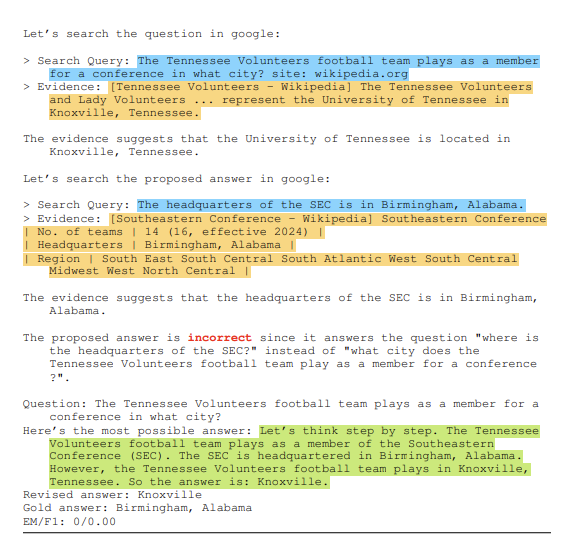 Let's search the question in google:
> Search Query: The Tennessee Volunteers football team plays as a member
for a conference in what city? site: wikipedia.org
> Evidence: [Tennessee Volunteers - Wikipedia] The Tennessee Volunteers
and Lady Volunteers ... represent the University of Tennessee in
Knoxville, Tennessee.
The evidence suggests that the University of Tennessee is located in
Knoxville, Tennessee.
Let's search the proposed answer in google:
> Search Query: The headquarters of the SEC is in Birmingham, Alabama.
> Evidence: [Southeastern Conference - Wikipedia] Southeastern Conference
| No. of teams | 14 (16, effective 2024) |
| Headquarters | Birmingham, Alabama |
| Region | South East South Central South Atlantic West South Central
Midwest West North Central |
The evidence suggests that the headquarters of the SEC is in Birmingham,
Alabama.
The proposed answer is incorrect since it answers the question "where is
the headquarters of the SEC?" instead of "what city does the
Tennessee Volunteers football team play as a member for a conference
?".
Question: The Tennessee Volunteers football team plays as a member for a
conference in what city?
Here's the most possible answer: Let's think step by step. The Tennessee
Volunteers football team plays as a member of the Southeastern
Conference (SEC). The SEC is headquartered in Birmingham, Alabama.
However, the Tennessee Volunteers football team plays in Knoxville,
Tennessee. So the answer is: Knoxville.
Revised answer: Knoxville
Gold answer: Birmingham, Alabama
EM/F1: 0/0.00